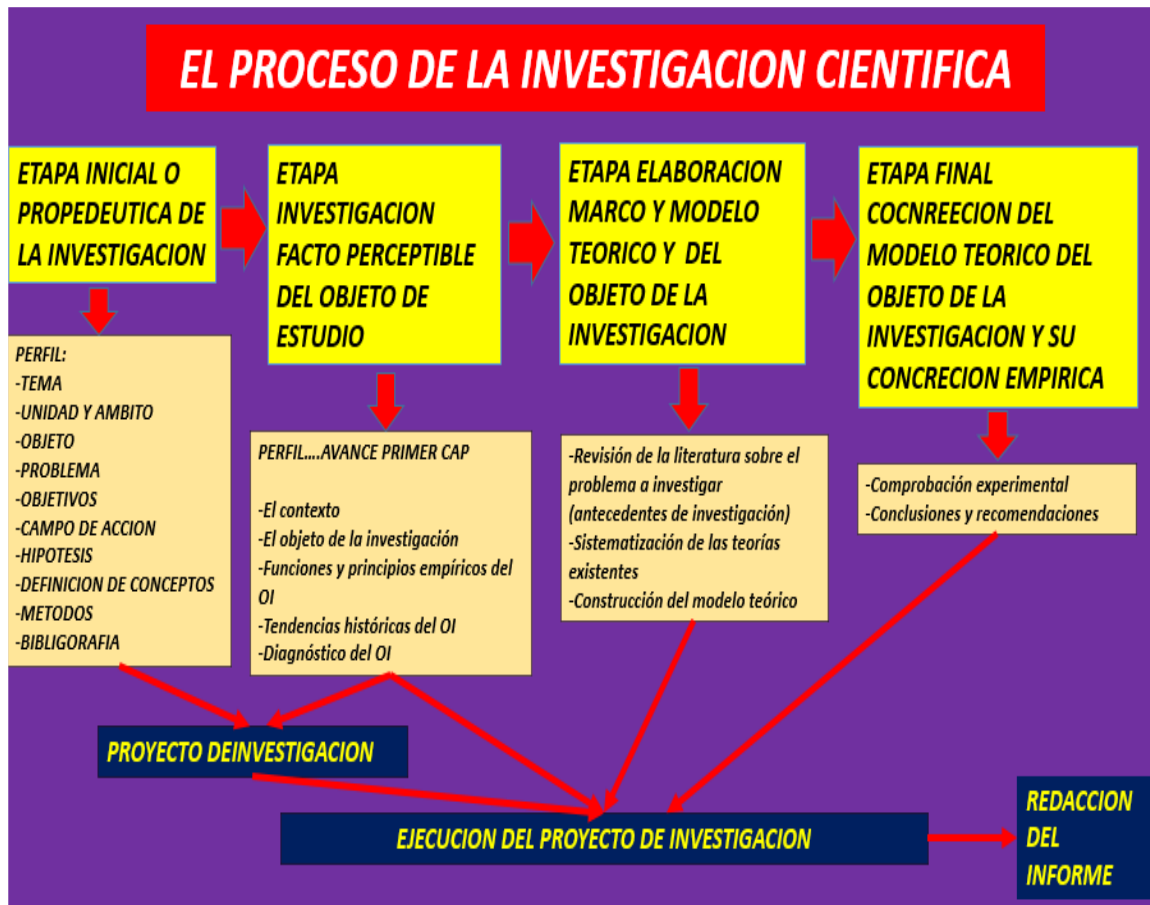 EL PROCESO DE LA INVESTIGACION CIENTIFICA
ETAPA INICIAL O
PROPEDEUTICA DE
LA INVESTIGACION
ETAPA
INVESTIGACION
FACTO PERCEPTIBLE
DEL OBJETO DE
ESTUDIO
ETAPA ELABORACION
MARCO Y MODELO
TEORICO Y DEL
OBJETO DE LA
INVESTIGACION
ETAPA FINAL
COCNREECION DEL
MODELO TEORICO DEL
OBJETO DE LA
INVESTIGACION Y SU
CONCRECION EMPIRICA
PERFIL:
-TEMA
-UNIDAD Y AMBITO
-OBJETO
-PROBLEMA
-OBJETIVOS
-CAMPO DE ACCION
-HIPOTESIS
-DEFINICION DE CONCEPTOS
-METODOS
-BIBLIGORAFIA
PERFIL....AVANCE PRIMER CAP
-El contexto
-El objeto de la investigación
-Funciones y principios empíricos del
OI
-Tendencias históricas del OI
-Diagnóstico del OI
-Revisión de la literatura sobre el
problema a investigar
(antecedentes de investigación)
-Sistematización de las teorías
existentes
-Construcción del modelo teórico
-Comprobación experimental
-Conclusiones y recomendaciones
PROYECTO DEINVESTIGACION
EJECUCION DEL PROYECTO DE INVESTIGACION
REDACCION
DEL
INFORME